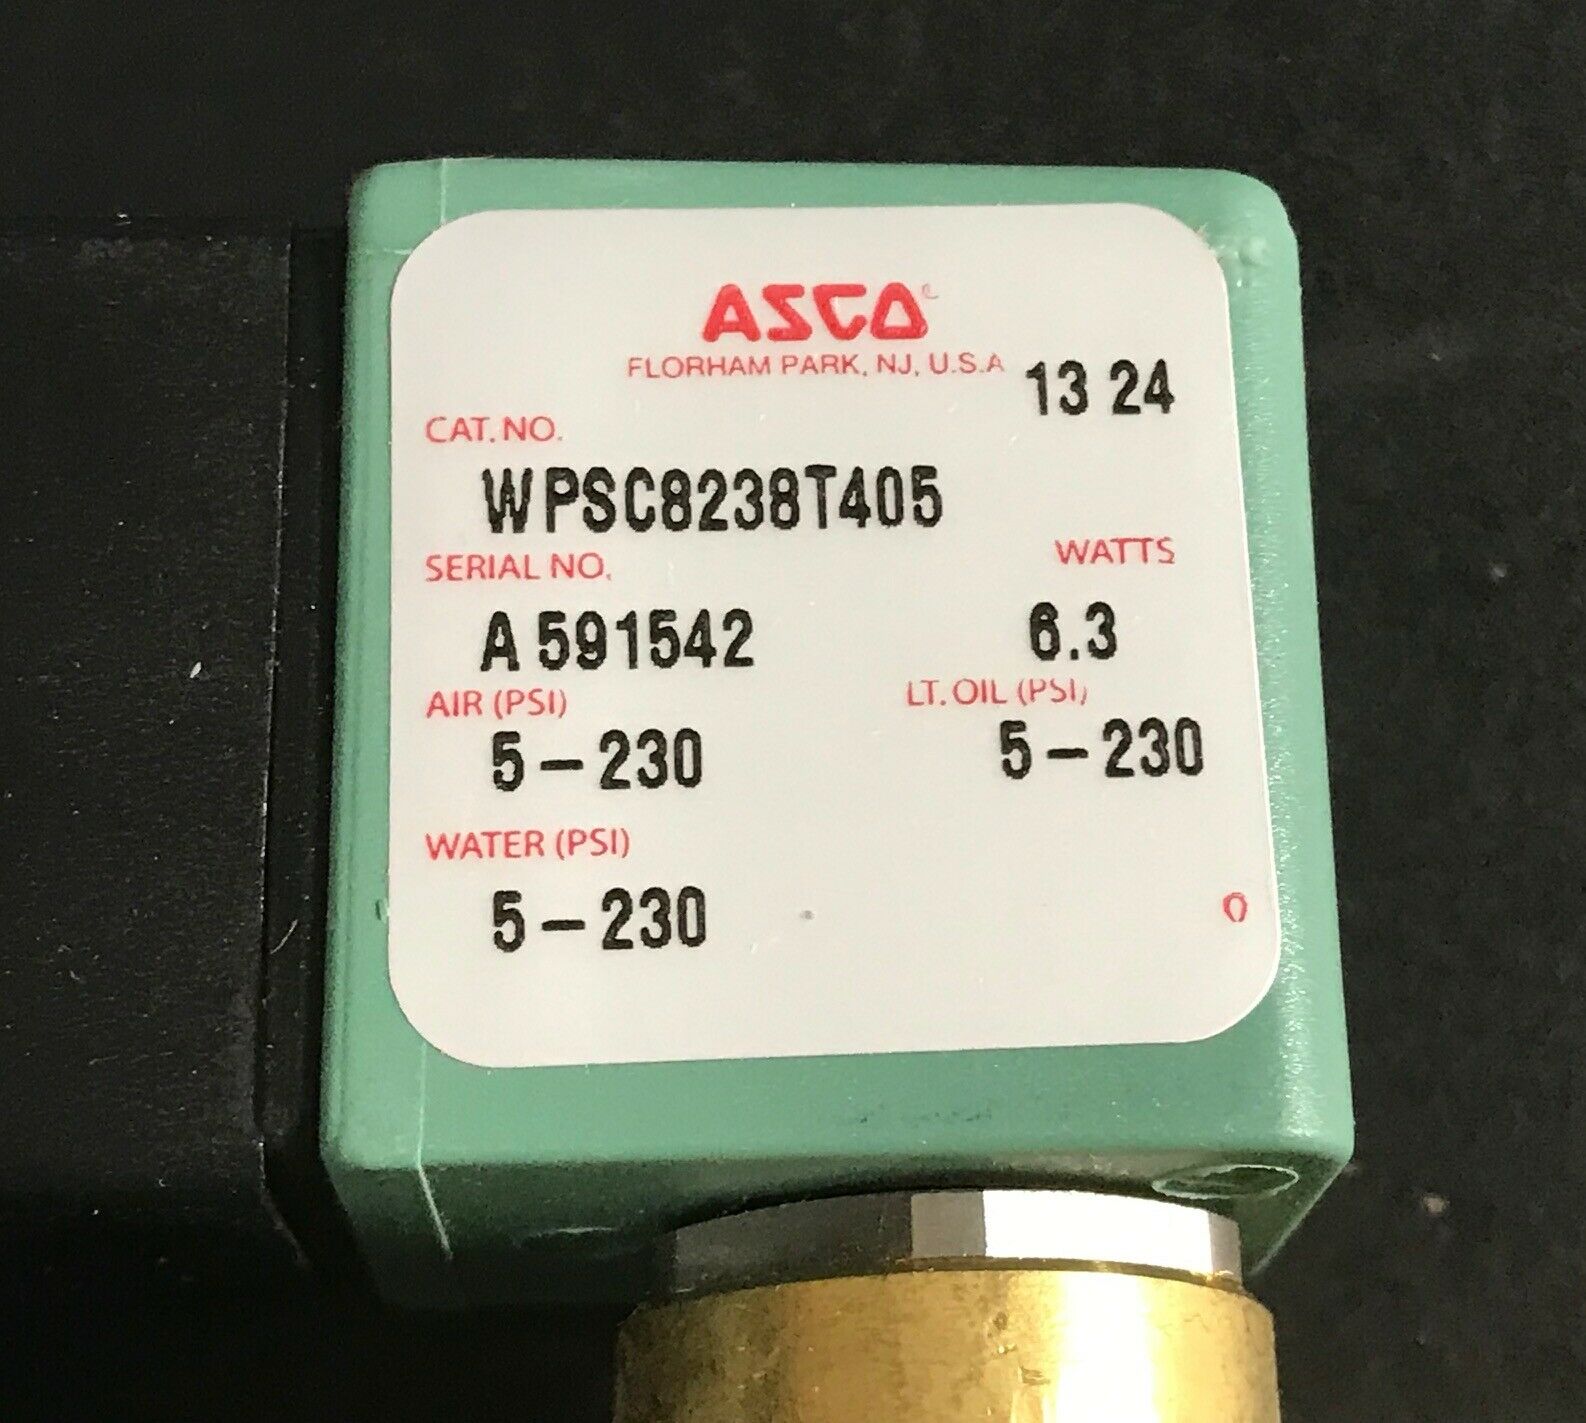 ASCO
FLORHAM PARK, NJ, U.S.A
13 24
CAT. NO.
WPSC8238T405
SERIAL NO.
WATTS
A 591542
6.3
AIR (PSI)
LT. OIL (PSI)
5-230
5-230
WATER (PSI)
5-230
0